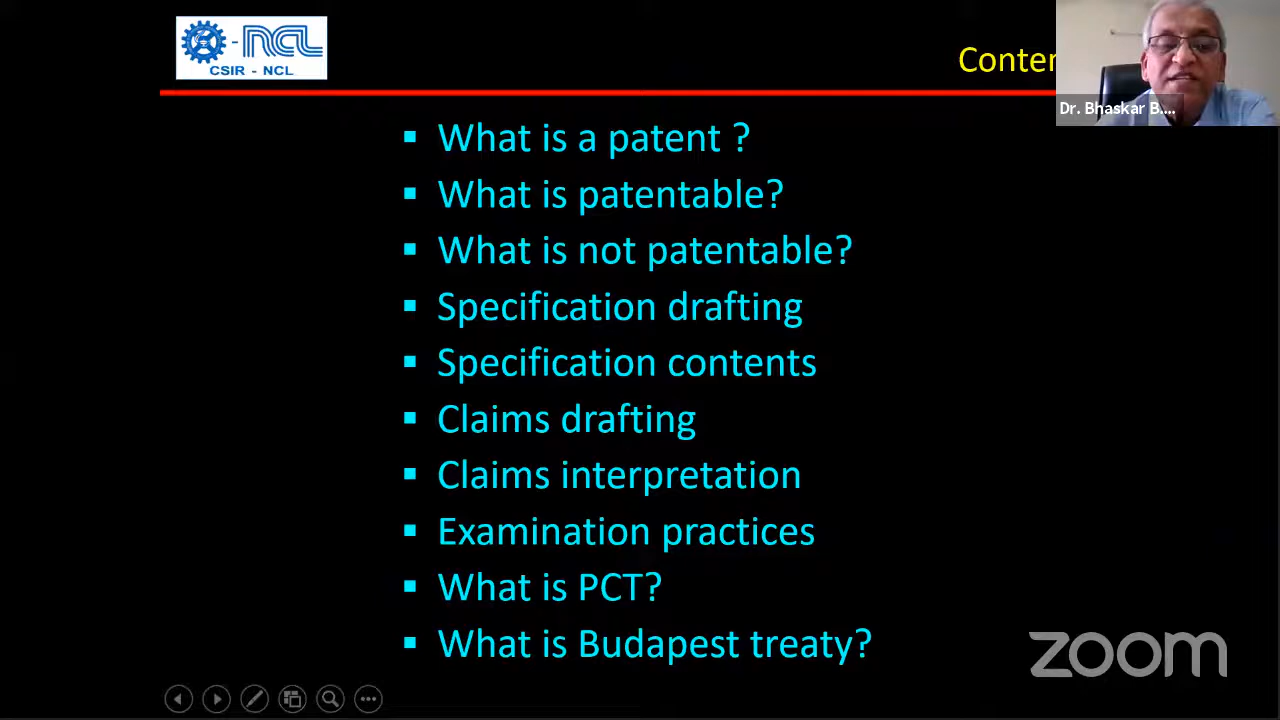 NCL
CSIR - NCL
Conten
Dr. Bhaskar B....
What is a patent ?
What is patentable?
What is not patentable?
Specification drafting
Specification contents
Claims drafting
Claims interpretation
Examination practices
What is PCT?
What is Budapest treaty?
zoom